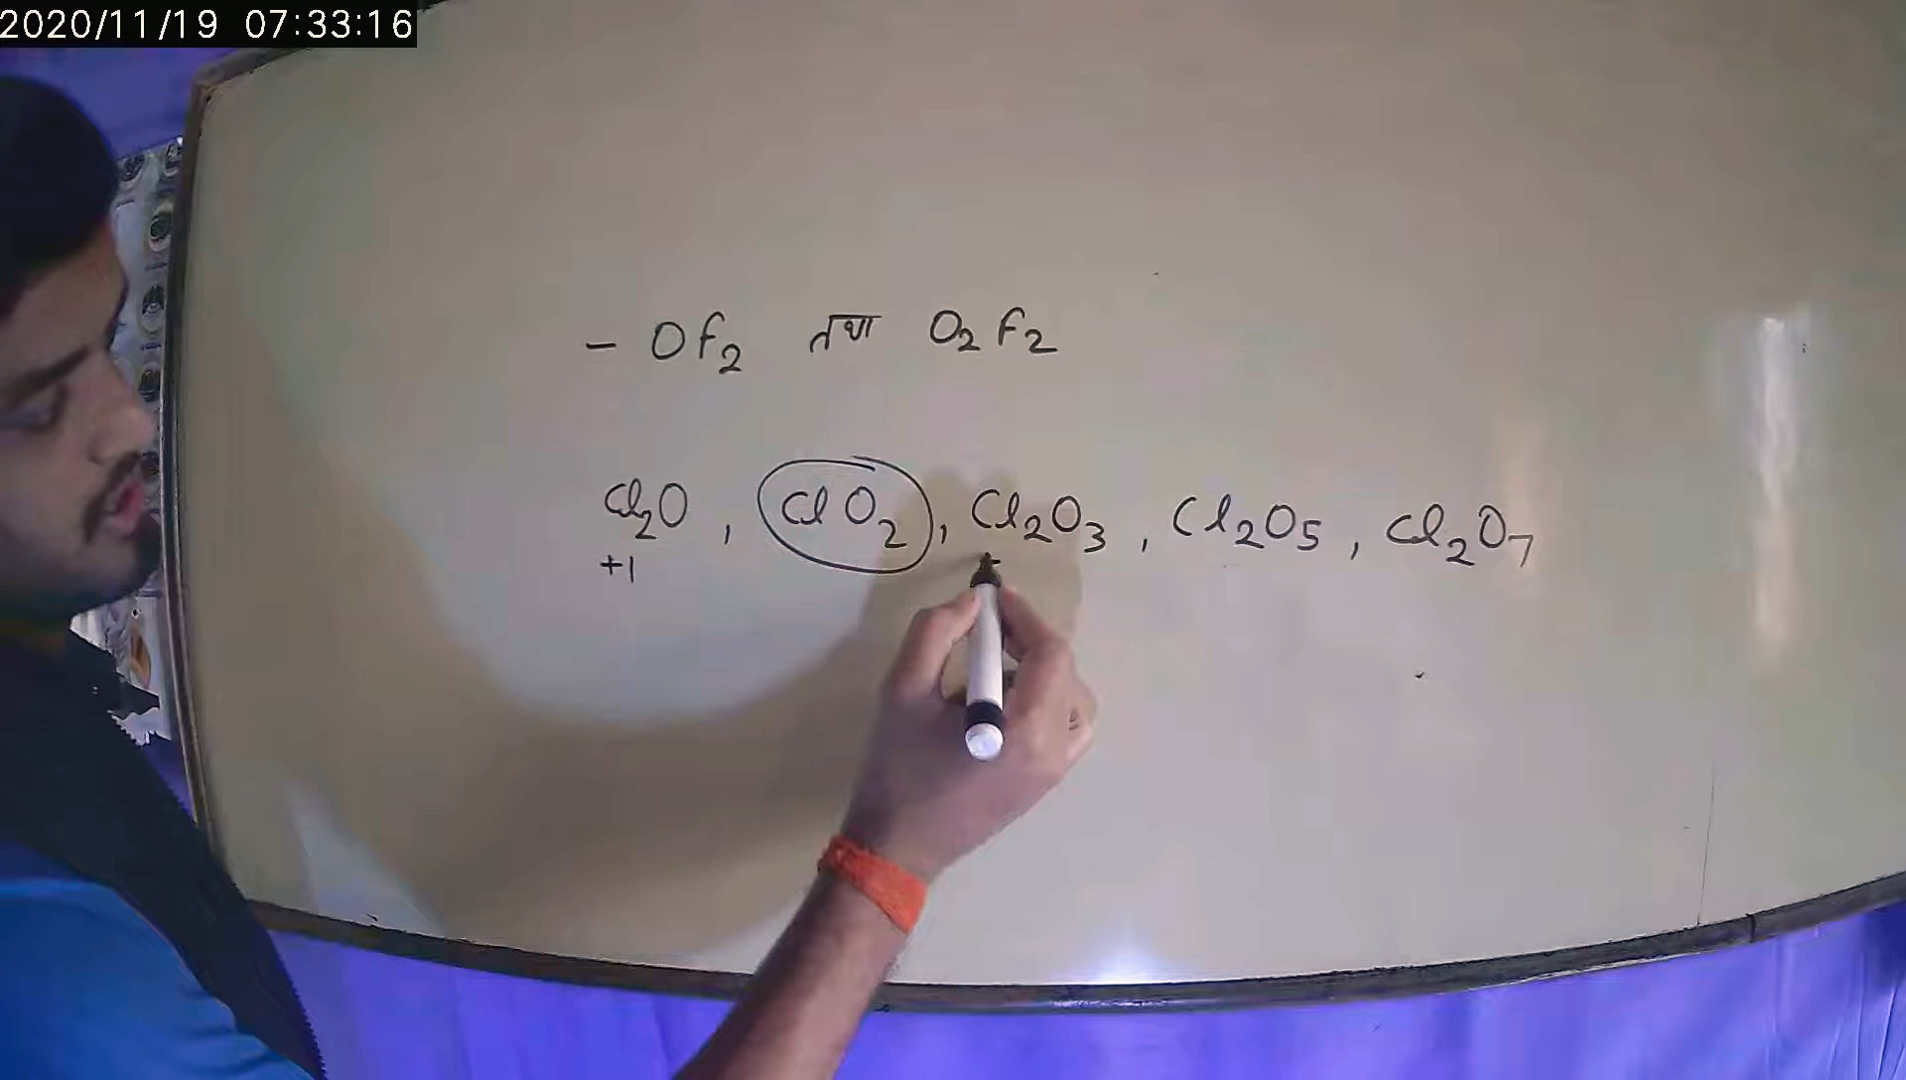 2020/11/19 07:33:16
- OF₂ तथा O₂F₂
Cl₂O, ClO₂, Cl₂O₃, Cl₂O₅, Cl₂O₇
+1